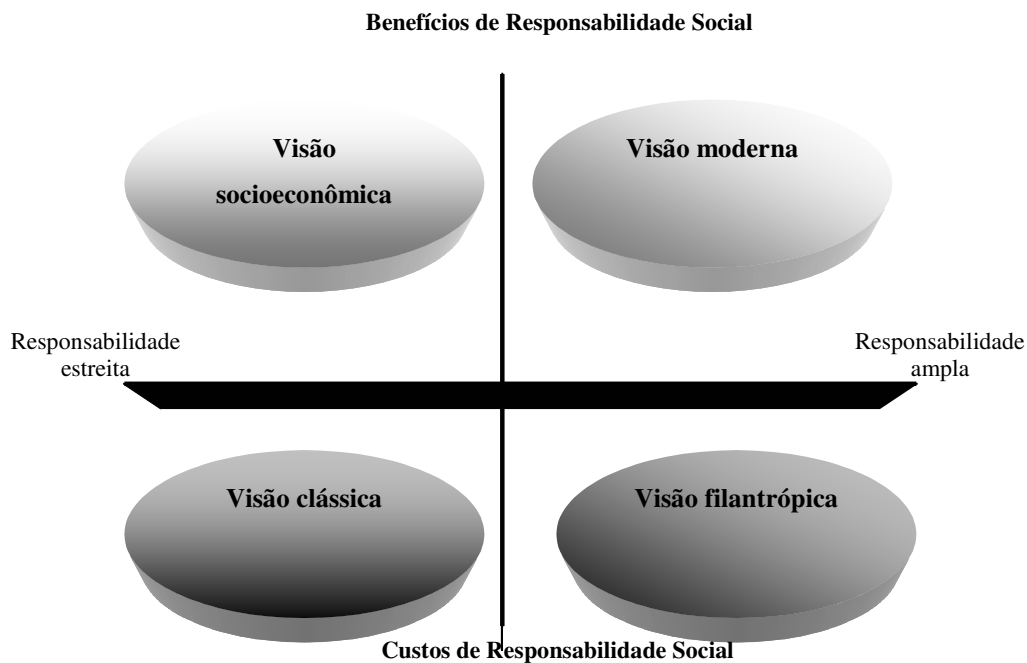 Benefícios de Responsabilidade Social
Visão
socioeconômica
Visão moderna
Responsabilidade
estreita
Responsabilidade
ampla
Visão clássica
Visão filantrópica
Custos de Responsabilidade Social